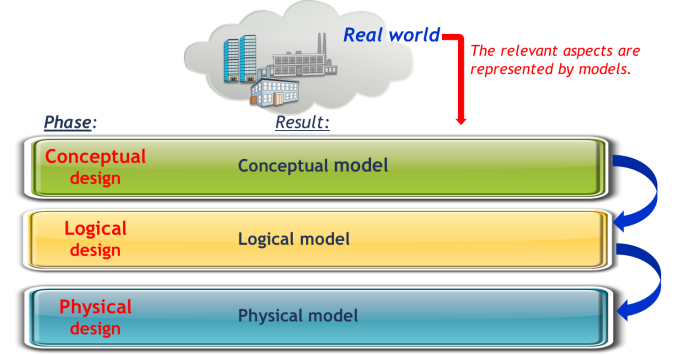 Real world
The relevant aspects are
represented by models.
Phase: Result:
Conceptual
design
Conceptual model
Logical
design
Logical model
Physical
design
Physical model